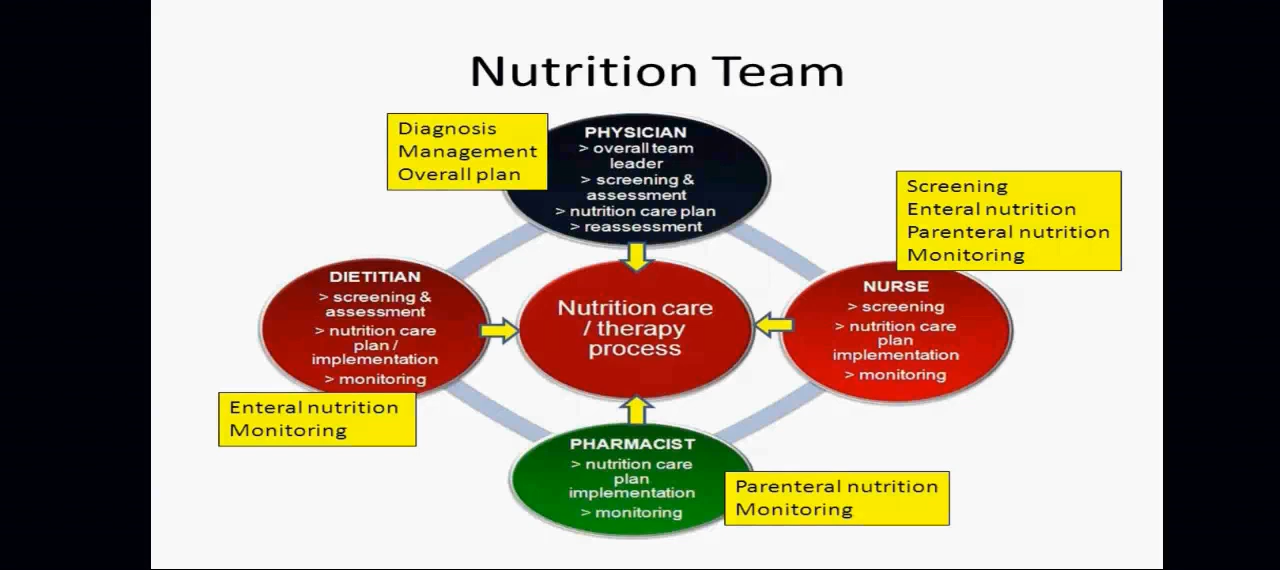 Nutrition Team
Diagnosis
Management
Overall plan
PHYSICIAN
> overall team
leader
> screening &
assessment
> nutrition care plan
> reassessment
Screening
Enteral nutrition
Parenteral nutrition
Monitoring
DIETITIAN
> screening &
assessment
> nutrition care
plan /
implementation
> monitoring
Nutrition care
/ therapy
process
NURSE
> screening
> nutrition care
plan
implementation
> monitoring
Enteral nutrition
Monitoring
PHARMACIST
> nutrition care
plan
implementation
> monitoring
Parenteral nutrition
Monitoring